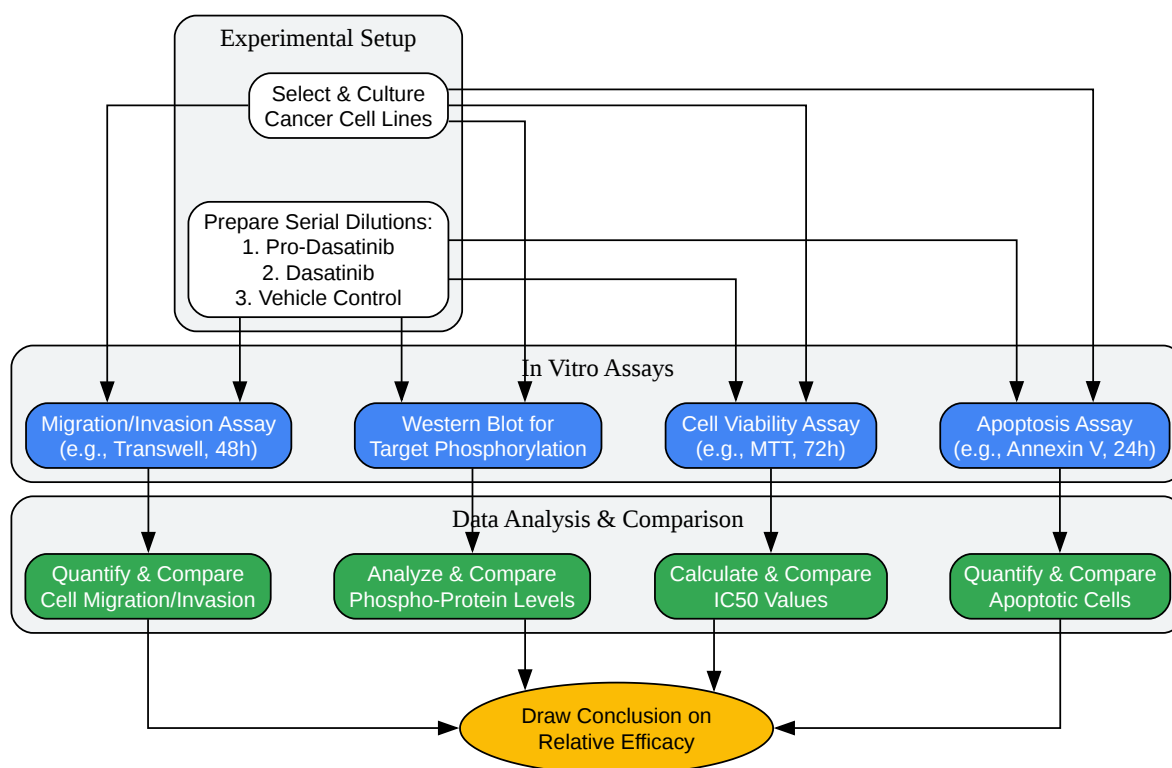 Experimental Setup
Select & Culture
Cancer Cell Lines
Prepare Serial Dilutions:
1. Pro-Dasatinib
2. Dasatinib
3. Vehicle Control
In Vitro Assays
Migration/Invasion Assay
(e.g., Transwell, 48h)
Western Blot for
Target Phosphorylation
Cell Viability Assay
(e.g., MTT, 72h)
Apoptosis Assay
(e.g., Annexin V, 24h)
Data Analysis & Comparison
Quantify & Compare
Cell Migration/Invasion
Analyze & Compare
Phospho-Protein Levels
Calculate & Compare
IC50 Values
Quantify & Compare
Apoptotic Cells
Draw Conclusion on
Relative Efficacy